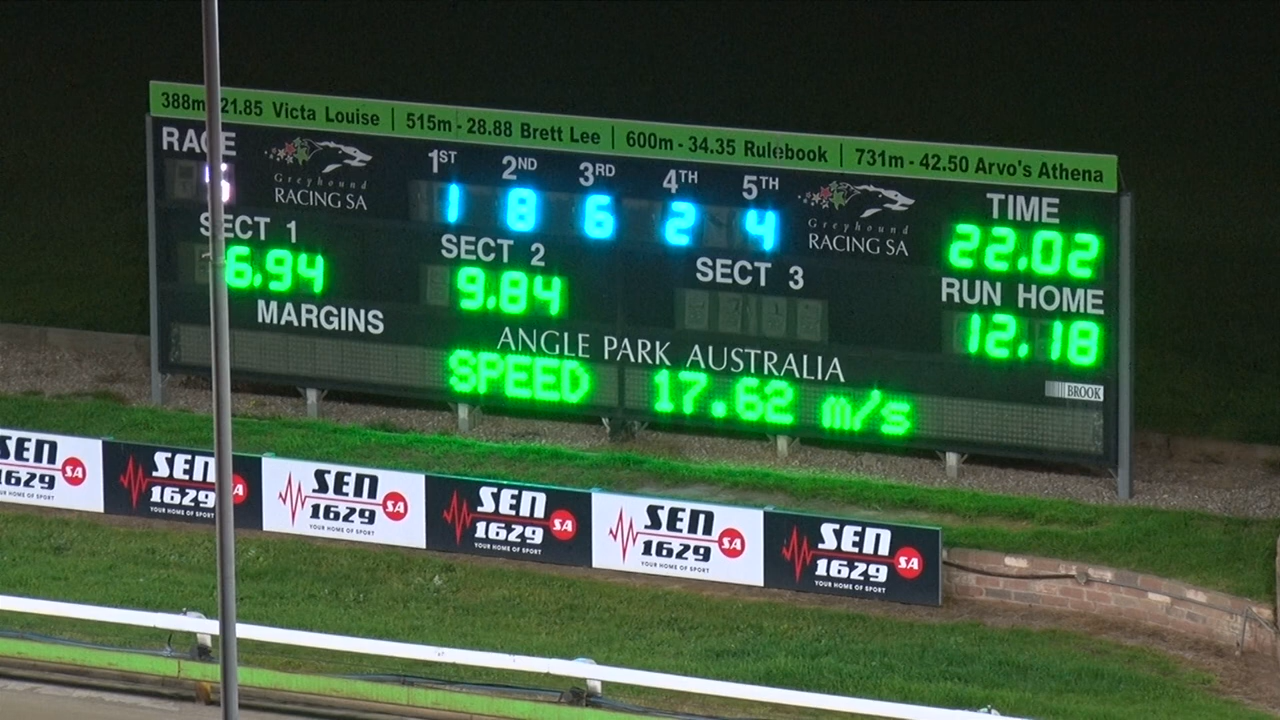 388m 21.85 Victa Louise | 515m - 28.88 Brett Lee | 600m - 34.35 Rulebook | 731m - 42.50 Arvo's Athena
RACE
Greyhound
RACING SA
1ST 2ND 3RD 4TH 5TH
1 8 6 2 4
Greyhound
RACING SA
TIME
22.02
SECT 1
6.94
SECT 2
9.84
SECT 3
RUN HOME
12.18
MARGINS
ANGLE PARK AUSTRALIA
SPEED 17.62 m/s
BROOK
SEN
1629 SA
YOUR HOME OF SPORT
SEN
1629
SEN
1629 SA
YOUR HOME OF SPORT
SEN
1629 SA
YOUR HOME OF SPORT
SEN
1629 SA
YOUR HOME OF SPORT
SEN
1629 SA
YOUR HOME OF SPORT